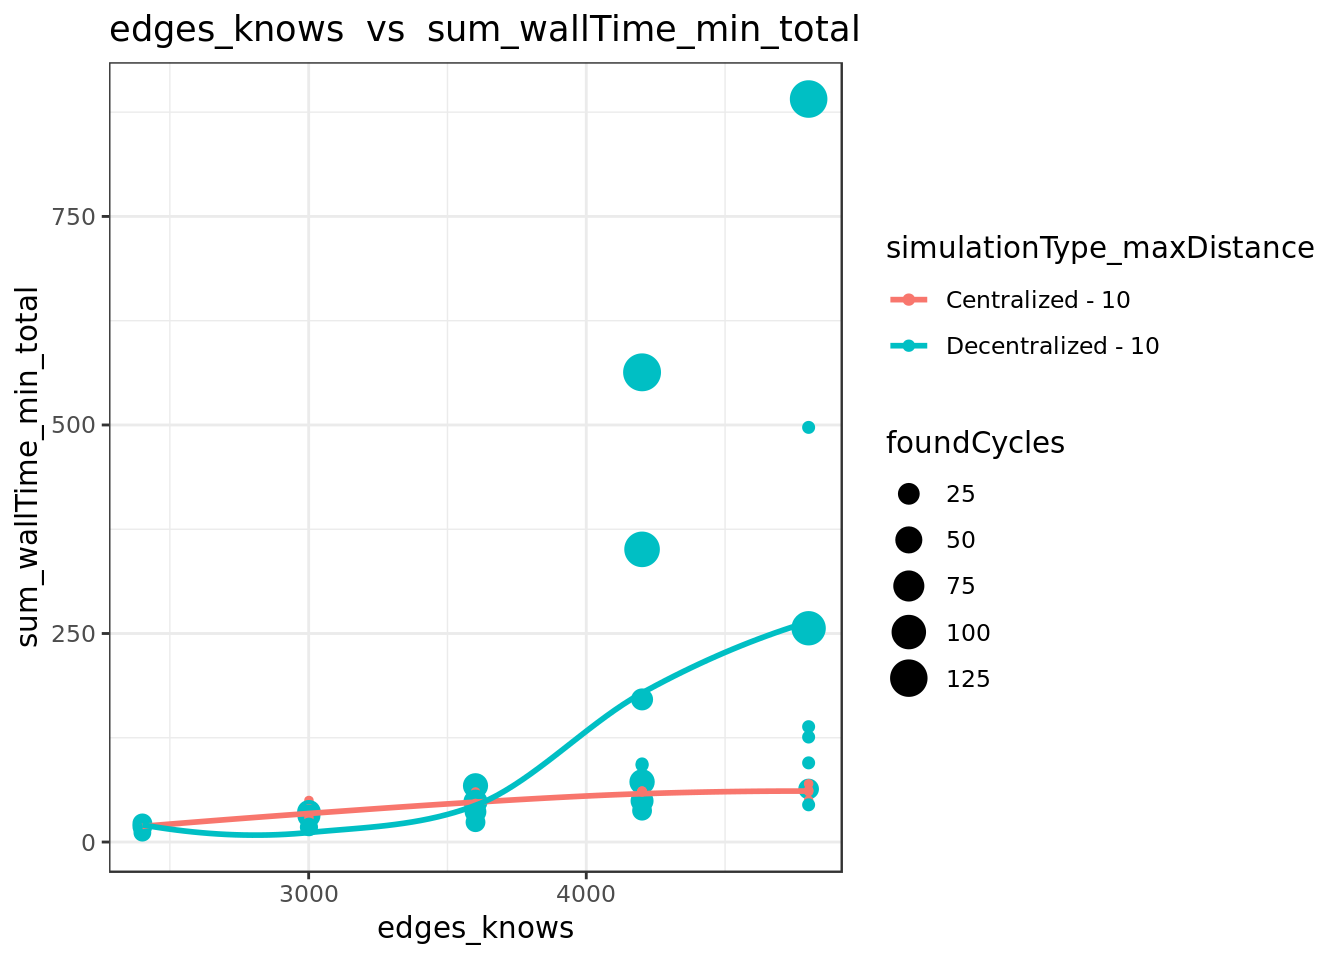 edges_knows  vs  sum_wallTime_min_total
sum_wallTime_min_total
750
500
250
0
3000
4000
edges_knows
simulationType_maxDistance
Centralized - 10
Decentralized - 10
foundCycles
25
50
75
100
125